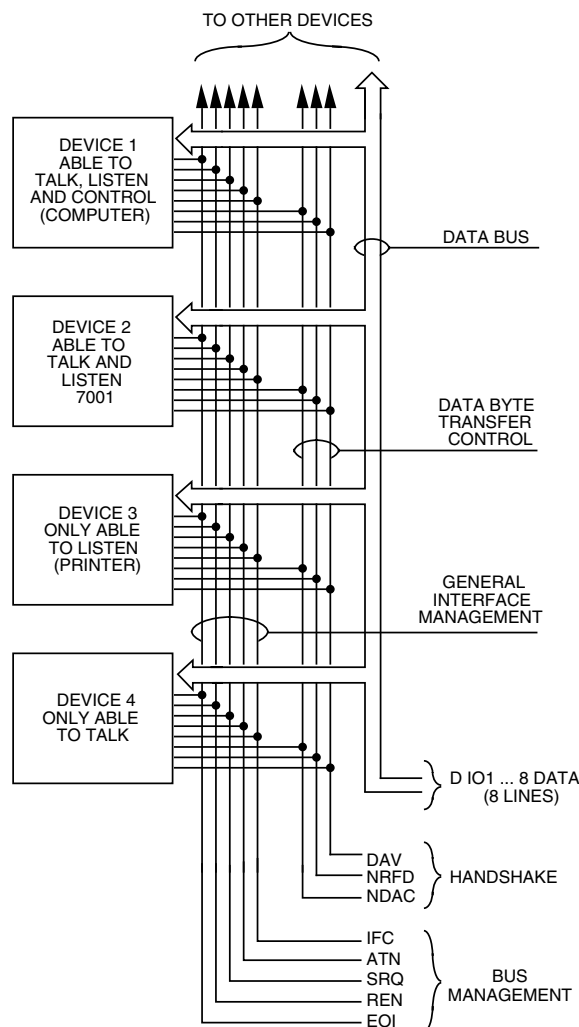 TO OTHER DEVICES
DEVICE 1
ABLE TO
TALK, LISTEN
AND CONTROL
(COMPUTER)
DATA BUS
DEVICE 2
ABLE TO
TALK AND
LISTEN
7001
DATA BYTE
TRANSFER
CONTROL
DEVICE 3
ONLY ABLE
TO LISTEN
(PRINTER)
GENERAL
INTERFACE
MANAGEMENT
DEVICE 4
ONLY ABLE
TO TALK
D IO1 ... 8 DATA
(8 LINES)
DAV
NRFD
NDAC
HANDSHAKE
IFC
ATN
SRQ
REN
EOI
BUS
MANAGEMENT